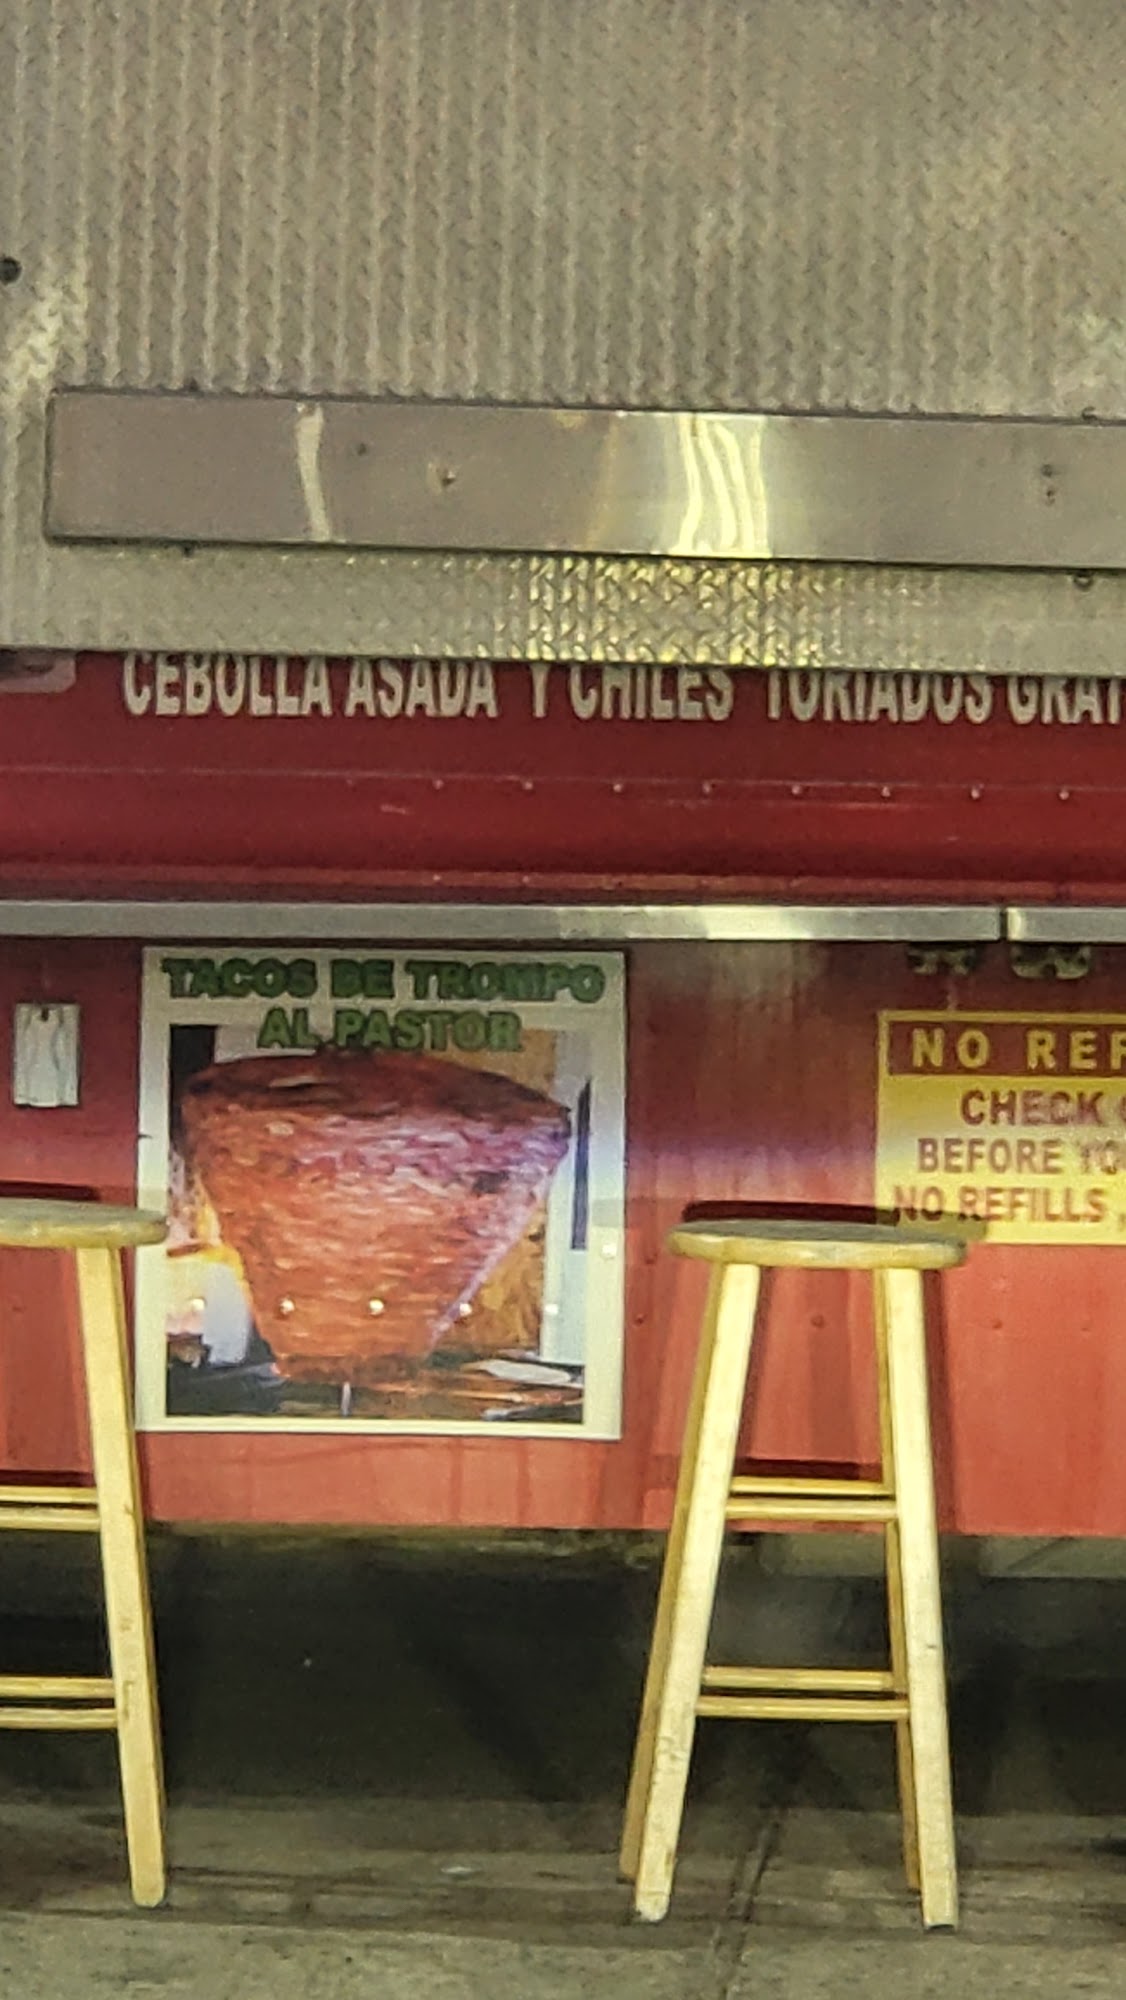 CEBOLLA ASADA Y CHILES TORIADOS
TACOS DE TROMPO
AL PASTOR
NO
CHECK
BEFORE
NO REFILLS